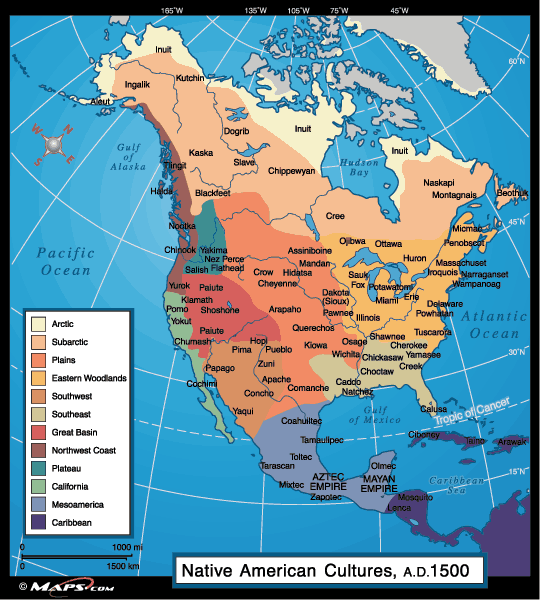 165°W 135°W 120°W 105°W 90°W 75°W 45°W
60°N
Inuit
Kutchin
Ingalik
Aleut
Dogrib
Inuit
Inuit
Gulf
of
Alaska
N
W
E
S
Kaska
Slave
Hudson
Bay
Tlingit
Chippewyan
Haida
Blackfeet
Naskapi
Montagnais
Beothuk
Cree
45°N
Nootka
Micmac
Penobscot
Ojibwa
Ottawa
Pacific
Ocean
Chinook
Yakima
Nez Perce
Salish
Flathead
Assiniboine
Mandan
Huron
Massachuset
Iroquois
Narraganset
Wampanoag
Crow
Hidatsa
Cheyenne
Sauk
Fox
Potawatomi
Miami
Erie
Yurok
Paiute
Klamath
Pomo
Shoshone
Yokut
Arapaho
Dakota
(Sioux)
Pawnee
Illinois
Delaware
Powhatan
Atlantic
Ocean
Paiute
Querechos
Shawnee
Tuscarora
Chumash
Hopi
Pima
Pueblo
Kiowa
Osage
Wichita
Cherokee
Chickasaw
Yamasee
30°N
Papago
Zuni
Choctaw
Creek
Cochimi
Apache
Concho
Comanche
Caddo
Natchez
Yaqui
Calusa
Gulf
of Mexico
Tropic of Cancer
Coahuiltec
Ciboney
Taino
Arawak
Tamaulipec
Toltec
Tarascan
Olmec
15°N
AZTEC
EMPIRE
MAYAN
EMPIRE
Caribbean
Sea
Mixtec
Zapotec
Mosquito
Lenca
Arctic
Subarctic
Plains
Eastern Woodlands
Southwest
Southeast
Great Basin
Northwest Coast
Plateau
California
Mesoamerica
Caribbean
0 1000 mi
0 1500 km
Native American Cultures, A.D.1500
© MAPS.COM